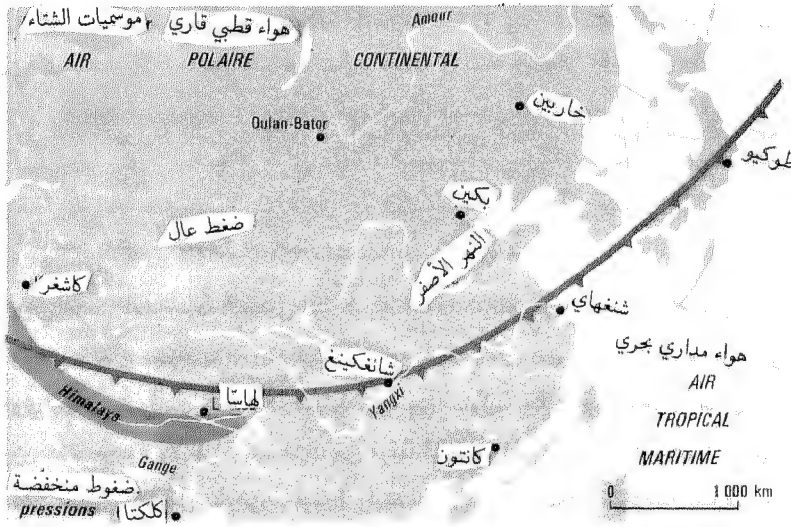 موسميات الشتاء
هواء قطبي قاري
Amour
AIR POLAIRE CONTINENTAL
خاربين
Oulan-Bator
طوكيو
بكين
ضغط عال
النهر الأصفر
كاشغر
شنغهاي
هواء مداري بحري
شانغكينغ
AIR
لهاسّا
Himalaya
Yangxi
TROPICAL
كانتون
MARITIME
Gange
ضغوط منخفضة
0 1 000 km
pressions
كلكتا